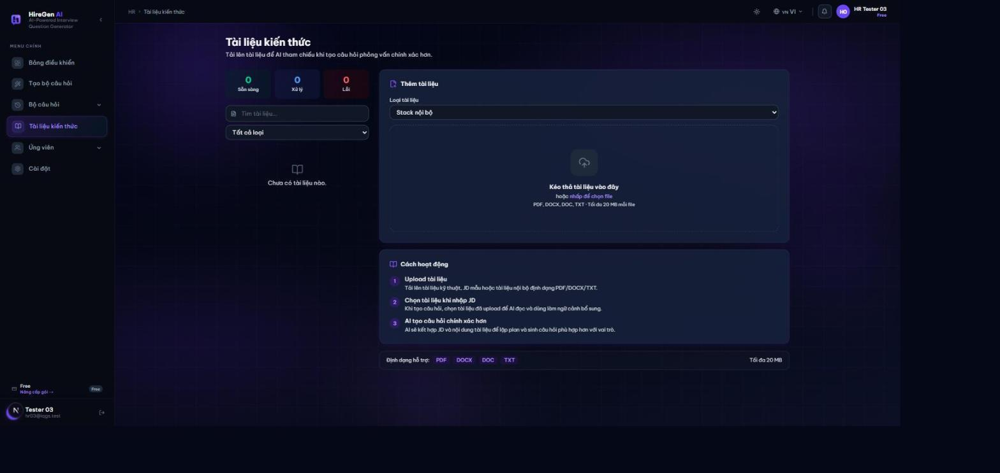 HireGen AI
AI-Powered Interview
Question Generator
MENU CHÍNH
Bảng điều khiển
Tạo bộ câu hỏi
Bộ câu hỏi
Tài liệu kiến thức
Ứng viên
Cài đặt
Free
Nâng cấp gói →
Free
N
Tester 03
hr03@iqgs.test
HR › Tài liệu kiến thức
VN VI
H0
HR Tester 03
Free
Tài liệu kiến thức
Tải lên tài liệu để AI tham chiếu khi tạo câu hỏi phỏng vấn chính xác hơn.
0
Sẵn sàng
0
Xử lý
0
Lỗi
Tìm tài liệu...
Tất cả loại
Chưa có tài liệu nào.
Thêm tài liệu
Loại tài liệu
Stack nội bộ
Kéo thả tài liệu vào đây
hoặc nhấp để chọn file
PDF, DOCX, DOC, TXT · Tối đa 20 MB mỗi file
Cách hoạt động
1
Upload tài liệu
Tải lên tài liệu kỹ thuật, JD mẫu hoặc tài liệu nội bộ định dạng PDF/DOCX/TXT.
2
Chọn tài liệu khi nhập JD
Khi tạo câu hỏi, chọn tài liệu đã upload để AI đọc và dùng làm ngữ cảnh bổ sung.
3
AI tạo câu hỏi chính xác hơn
AI sẽ kết hợp JD và nội dung tài liệu để lập plan và sinh câu hỏi phù hợp hơn với vai trò.
Định dạng hỗ trợ: PDF DOCX DOC TXT
Tối đa 20 MB